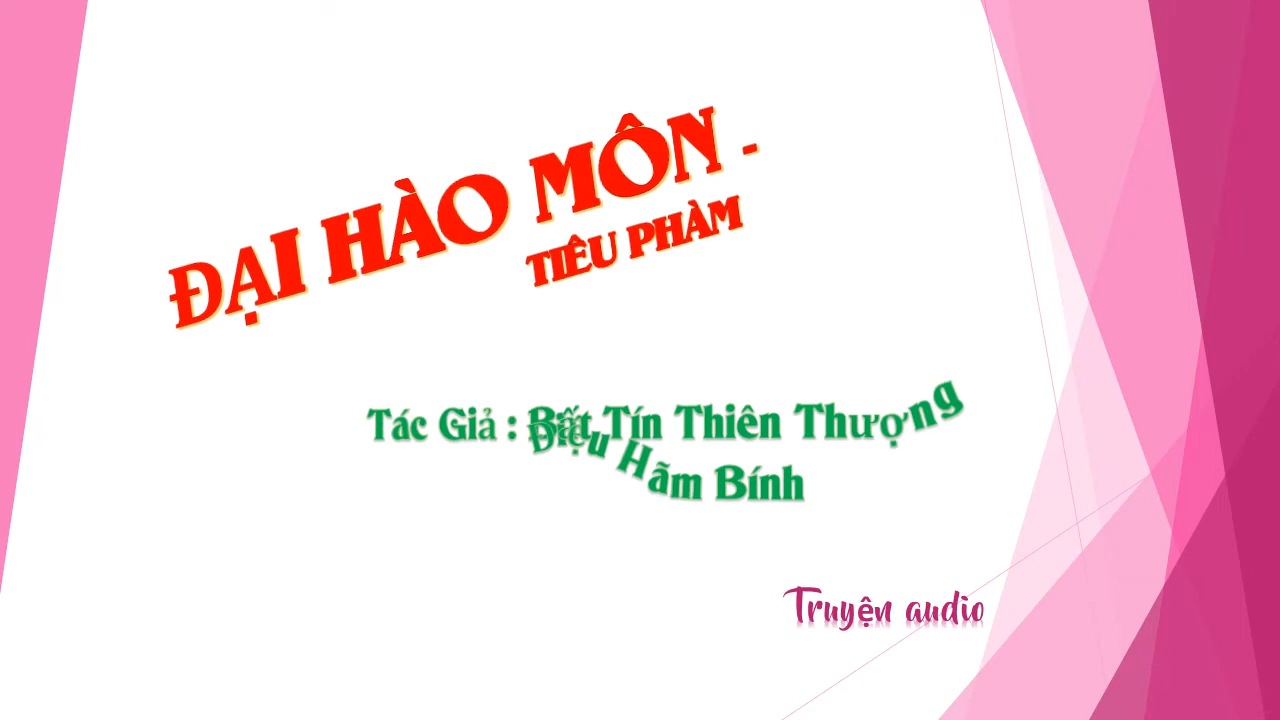 ĐẠI HÀO MÔN -
TIÊU PHÀM
Tác Giả : Bất Tín Thiên Thượng
Điệu Hãm Bính
Truyện audio